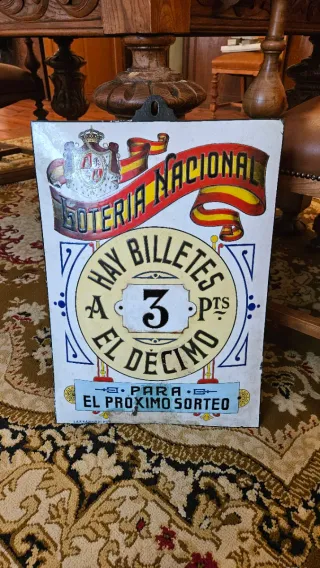 LOTERIA NACIONAL
HAY BILLETES
A 3 PTS
EL DÉCIMO
PARA
EL PROXIMO SORTEO